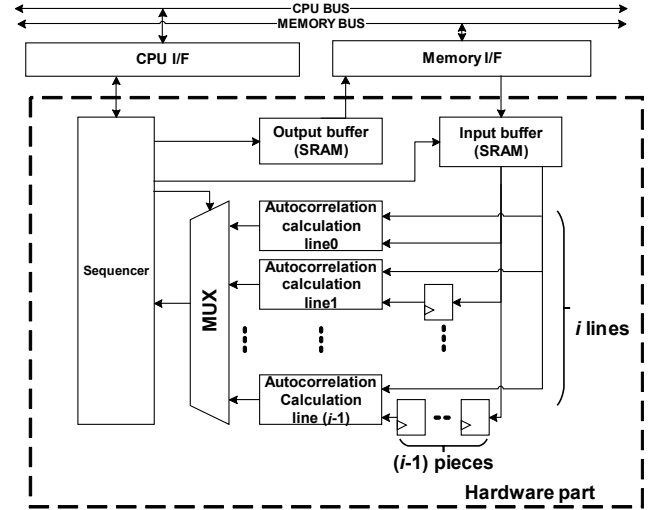 CPU BUS
MEMORY BUS
CPU I/F
Memory I/F
Output buffer
(SRAM)
Input buffer
(SRAM)
Sequencer
MUX
Autocorrelation
calculation
line0
Autocorrelation
calculation
line1
Autocorrelation
Calculation
line (i-1)
i lines
(i-1) pieces
Hardware part